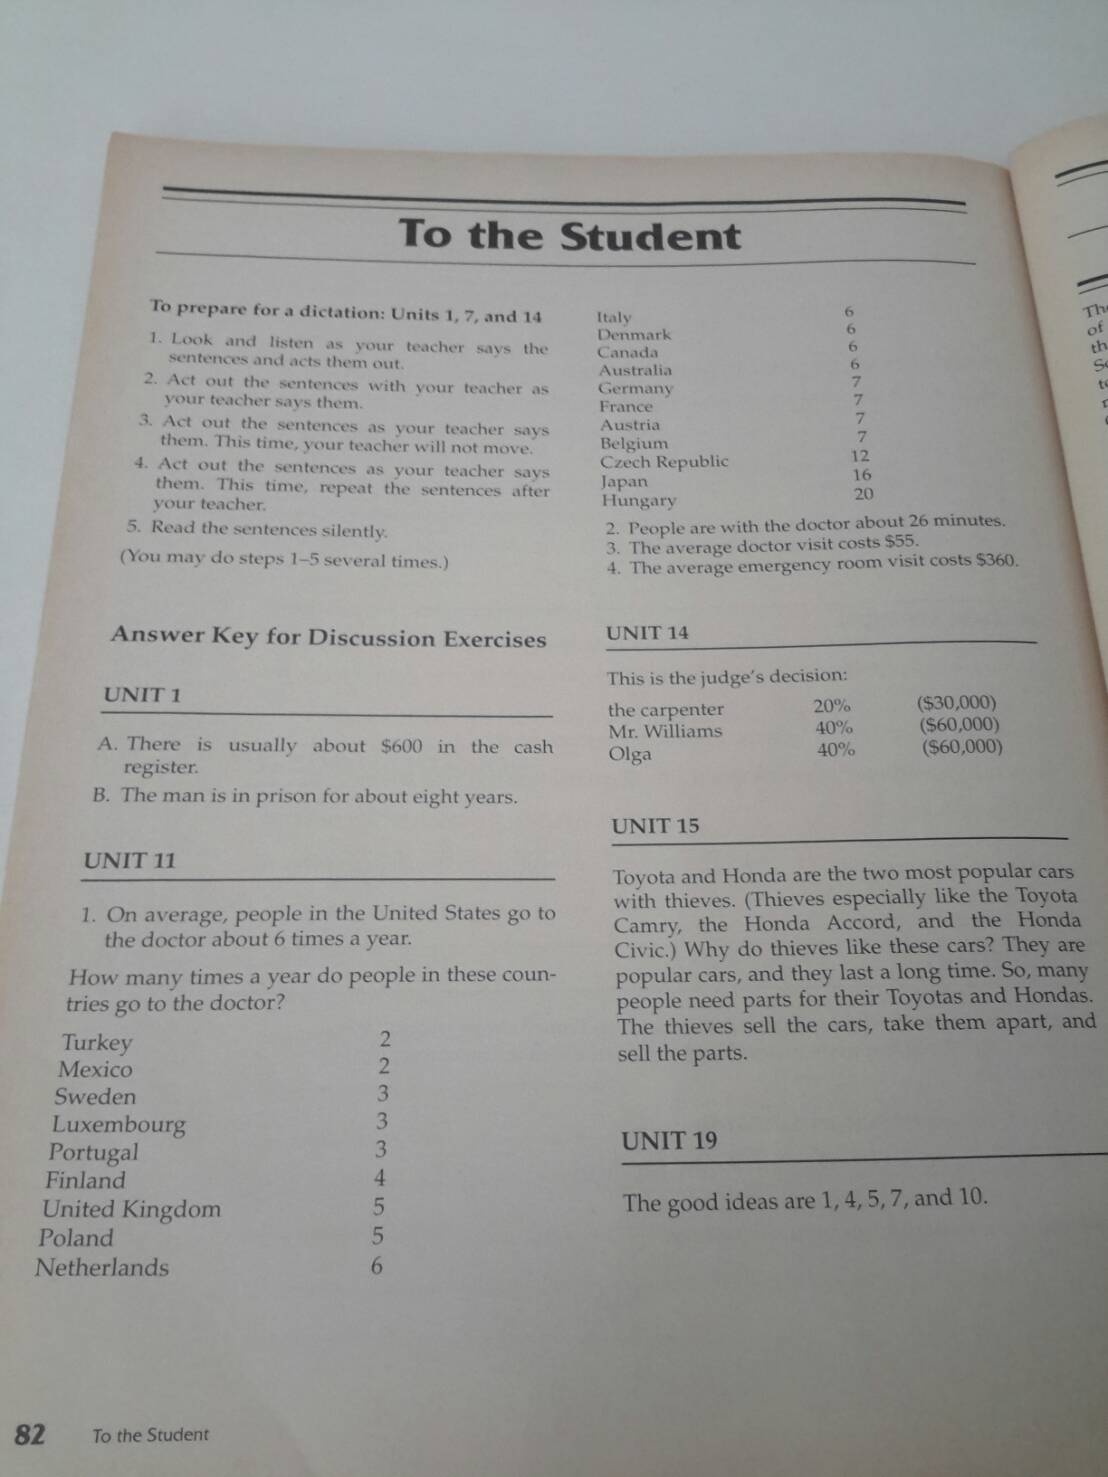 To the Student
To prepare for a dictation: Units 1, 7, and 14
1. Look and listen as your teacher says the
sentences and acts them out.
2. Act out the sentences with your teacher as
your teacher says them.
3. Act out the sentences as your teacher says
them. This time, your teacher will not move.
4. Act out the sentences as your teacher says
them. This time, repeat the sentences after
your teacher.
5. Read the sentences silently.
(You may do steps 1–5 several times.)
Answer Key for Discussion Exercises
UNIT 1
A. There is usually about $600 in the cash
register.
B. The man is in prison for about eight years.
UNIT 11
1. On average, people in the United States go to
the doctor about 6 times a year.
How many times a year do people in these coun-
tries go to the doctor?
Turkey 2
Mexico 2
Sweden 3
Luxembourg 3
Portugal 3
Finland 4
United Kingdom 5
Poland 5
Netherlands 6
Italy 6
Denmark 6
Canada 6
Australia 6
Germany 7
France 7
Austria 7
Belgium 7
Czech Republic 12
Japan 16
Hungary 20
2. People are with the doctor about 26 minutes.
3. The average doctor visit costs $55.
4. The average emergency room visit costs $360.
UNIT 14
This is the judge's decision:
the carpenter 20% ($30,000)
Mr. Williams 40% ($60,000)
Olga 40% ($60,000)
UNIT 15
Toyota and Honda are the two most popular cars
with thieves. (Thieves especially like the Toyota
Camry, the Honda Accord, and the Honda
Civic.) Why do thieves like these cars? They are
popular cars, and they last a long time. So, many
people need parts for their Toyotas and Hondas.
The thieves sell the cars, take them apart, and
sell the parts.
UNIT 19
The good ideas are 1, 4, 5, 7, and 10.
82 To the Student